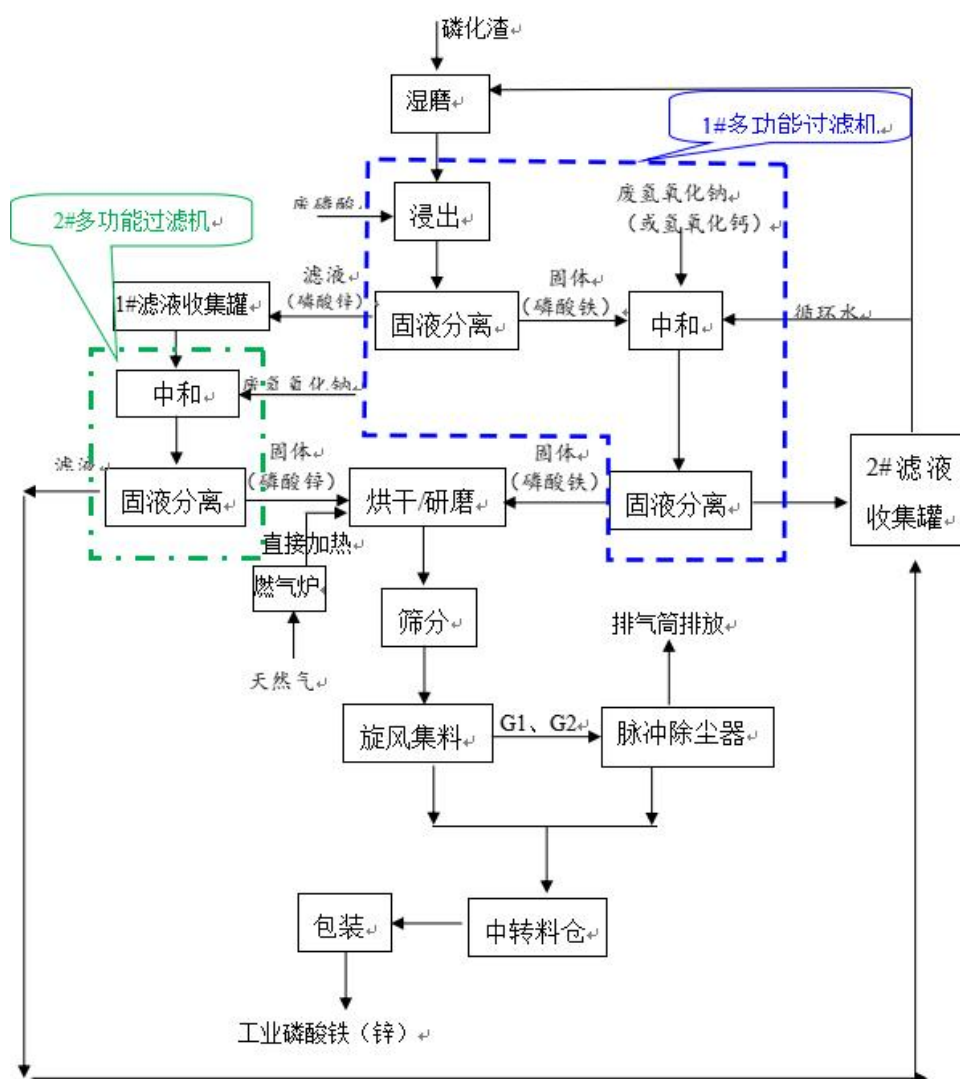 磷化渣
湿磨
1#多功能过滤机
2#多功能过滤机
废磷酸
浸出
废氢氧化钠
（或氢氧化钙）
1#滤液收集罐
滤液
（磷酸锌）
固液分离
固体
（磷酸铁）
中和
循环水
中和
废氢氧化钠
滤液
固液分离
固体
（磷酸锌）
烘干/研磨
固体
（磷酸铁）
固液分离
2#滤液
收集罐
直接加热
燃气炉
天然气
筛分
排气筒排放
旋风集料
G1、G2
脉冲除尘器
包装
中转料仓
工业磷酸铁（锌）